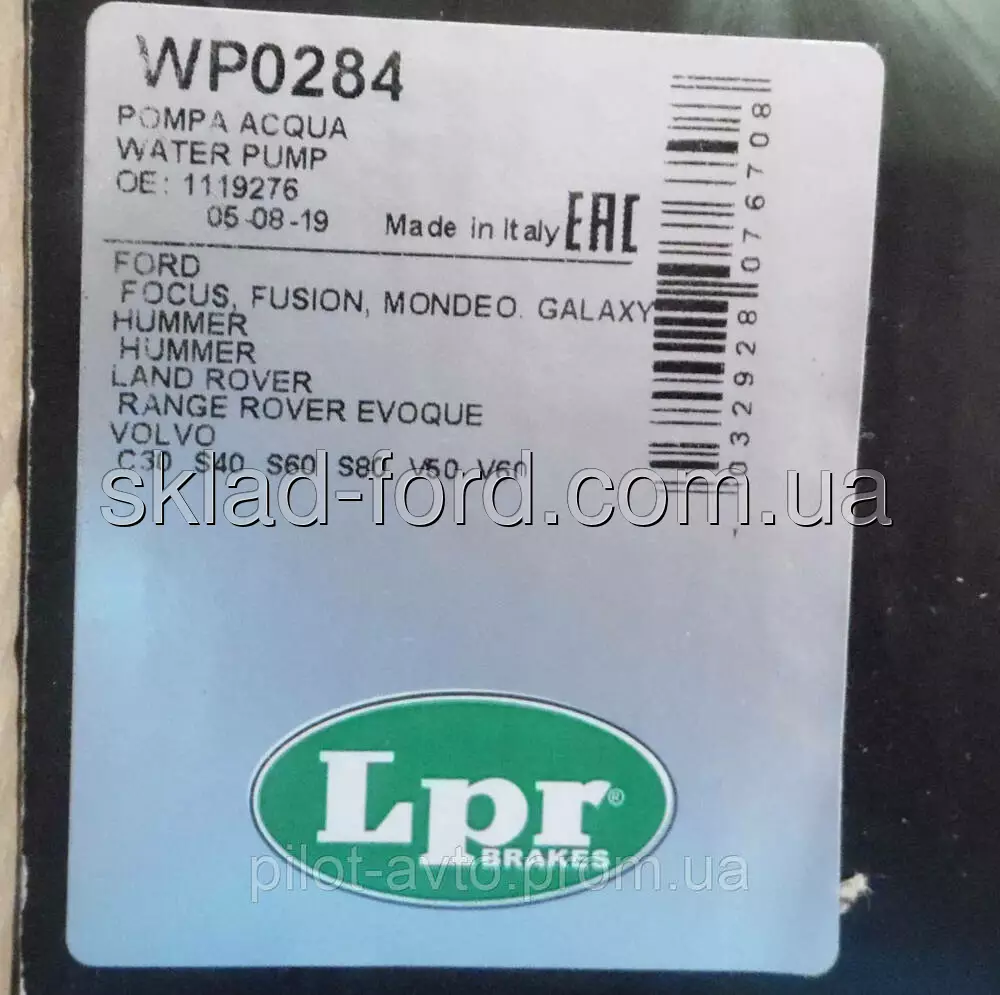 WP0284
POMPA ACQUA
WATER PUMP
OE: 1119276
05-08-19 Made in Italy EAC
FORD
FOCUS, FUSION, MONDEO. GALAXY
HUMMER
HUMMER
LAND ROVER
RANGE ROVER EVOQUE
VOLVO
C30 S40 S60 S80, V50, V60
8032928076708
sklad-ford.com.ua
Lpr®
BRAKES
pilot-avto.prom.ua